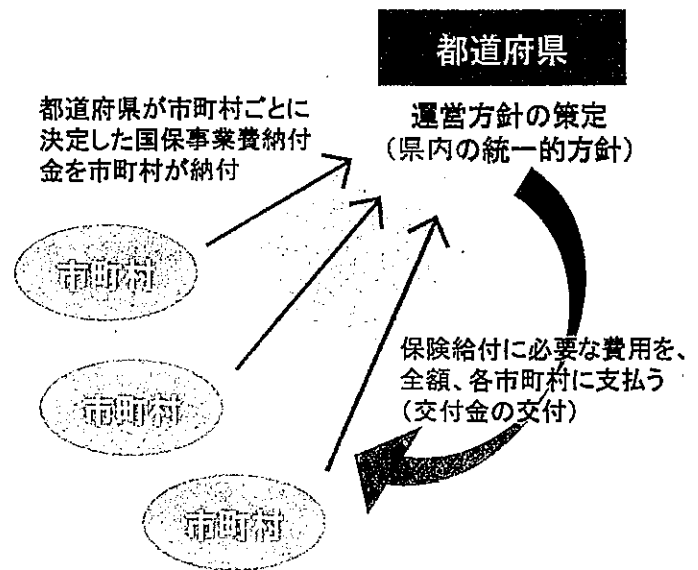 都道府県
運営方針の策定
（県内の統一的方針）
都道府県が市町村ごとに
決定した国保事業費納付
金を市町村が納付
市町村
市町村
市町村
保険給付に必要な費用を、
全額、各市町村に支払う
（交付金の交付）